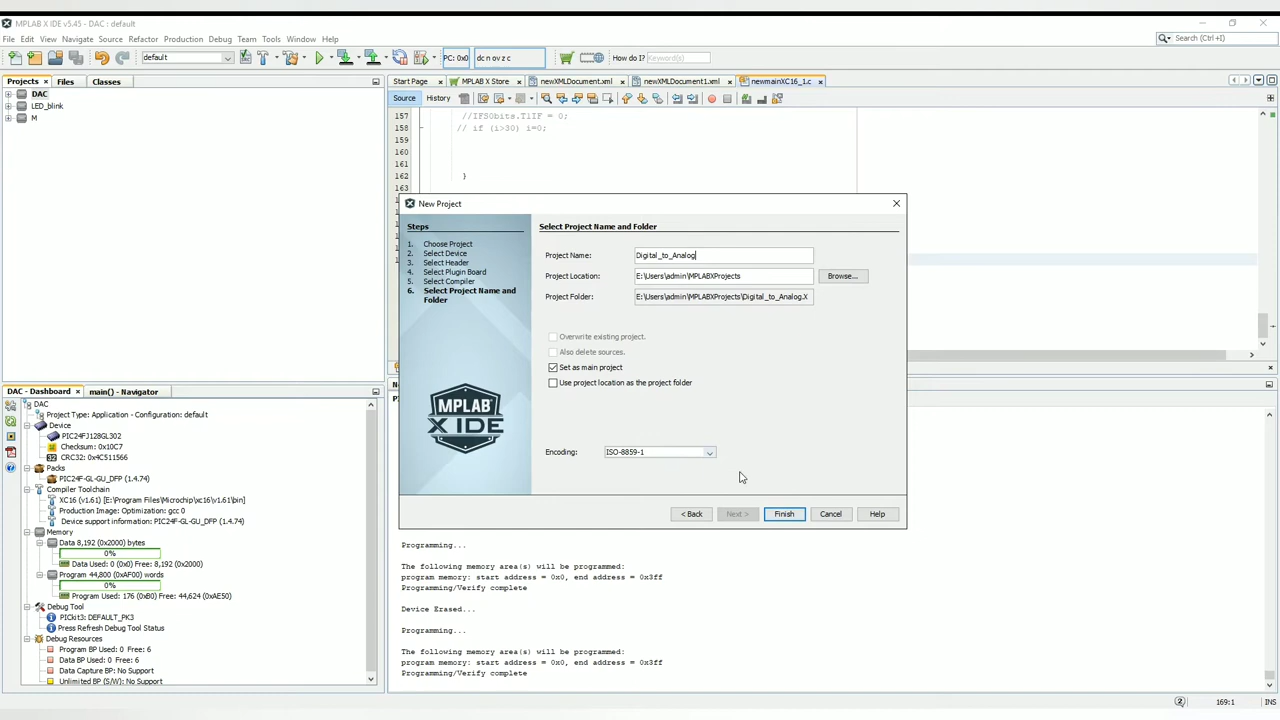 MPLAB X IDE v5.45 - DAC : default
File Edit View Navigate Source Refactor Production Debug Team Tools Window Help
Search (Ctrl+I)
default
PC: 0x0
dc n ov z c
How do I?
Keyword(s)
Projects × Files Classes
DAC
LED_blink
M
Start Page MPLAB X Store newXMLDocument.xml newXMLDocument1.xml newmainXC16_1.c
Source History
157 //IFS0bits.T1IF = 0;
158 // if (i>30) i=0;
159
160
161
162 }
163
New Project
Steps
1. Choose Project
2. Select Device
3. Select Header
4. Select Plugin Board
5. Select Compiler
6. Select Project Name and Folder
MPLAB
X IDE
Select Project Name and Folder
Project Name: Digital_to_Analog
Project Location: E:\Users\admin\MPLABXProjects Browse...
Project Folder: E:\Users\admin\MPLABXProjects\Digital_to_Analog.X
Overwrite existing project.
Also delete sources.
Set as main project
Use project location as the project folder
Encoding: ISO-8859-1
< Back Next > Finish Cancel Help
DAC - Dashboard × main() - Navigator
DAC
Project Type: Application - Configuration: default
Device
PIC24FJ128GL302
Checksum: 0x10C7
CRC32: 0x4C511566
Packs
PIC24F-GL-GU_DFP (1.4.74)
Compiler Toolchain
XC16 (v1.61) [E:\Program Files\Microchip\xc16\v1.61\bin]
Production Image: Optimization: gcc 0
Device support information: PIC24F-GL-GU_DFP (1.4.74)
Memory
Data 8,192 (0x2000) bytes
0%
Data Used: 0 (0x0) Free: 8,192 (0x2000)
Program 44,800 (0xAF00) words
0%
Program Used: 176 (0xB0) Free: 44,624 (0xAE50)
Debug Tool
PICkit3: DEFAULT_PK3
Press Refresh Debug Tool Status
Debug Resources
Program BP Used: 0 Free: 6
Data BP Used: 0 Free: 6
Data Capture BP: No Support
Unlimited BP (S/W): No Support
Programming...
The following memory area(s) will be programmed:
program memory: start address = 0x0, end address = 0x3ff
Programming/Verify complete
Device Erased...
Programming...
The following memory area(s) will be programmed:
program memory: start address = 0x0, end address = 0x3ff
Programming/Verify complete
169:1 INS